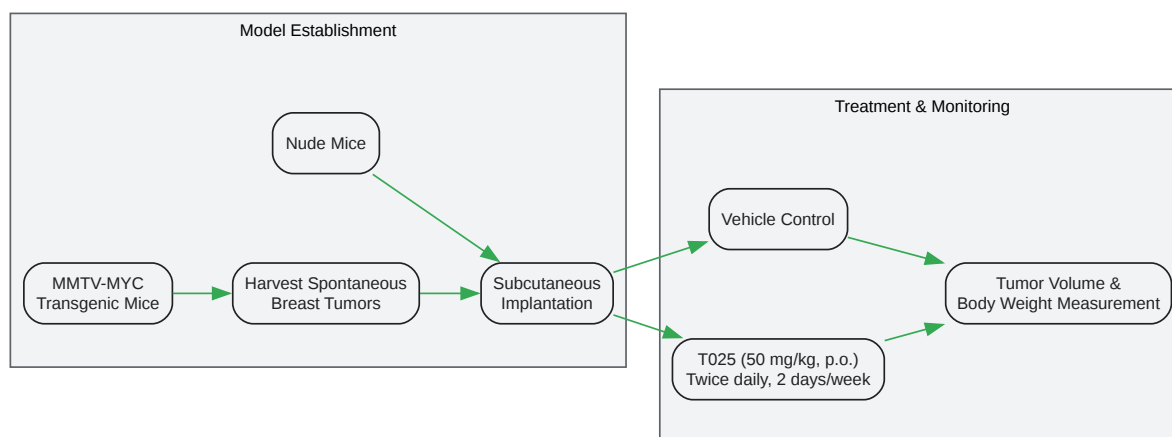 Model Establishment
Nude Mice
MMTV-MYC
Transgenic Mice
Harvest Spontaneous
Breast Tumors
Subcutaneous
Implantation
Treatment & Monitoring
Vehicle Control
T025 (50 mg/kg, p.o.)
Twice daily, 2 days/week
Tumor Volume &
Body Weight Measurement